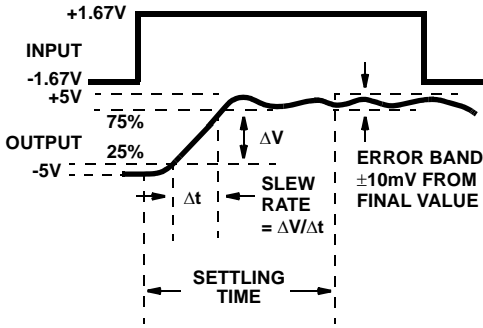 +1.67V
INPUT
-1.67V
+5V
75%
OUTPUT
25%
-5V
ΔV
Δt
SLEW
RATE
= ΔV/Δt
ERROR BAND
±10mV FROM
FINAL VALUE
SETTLING
TIME